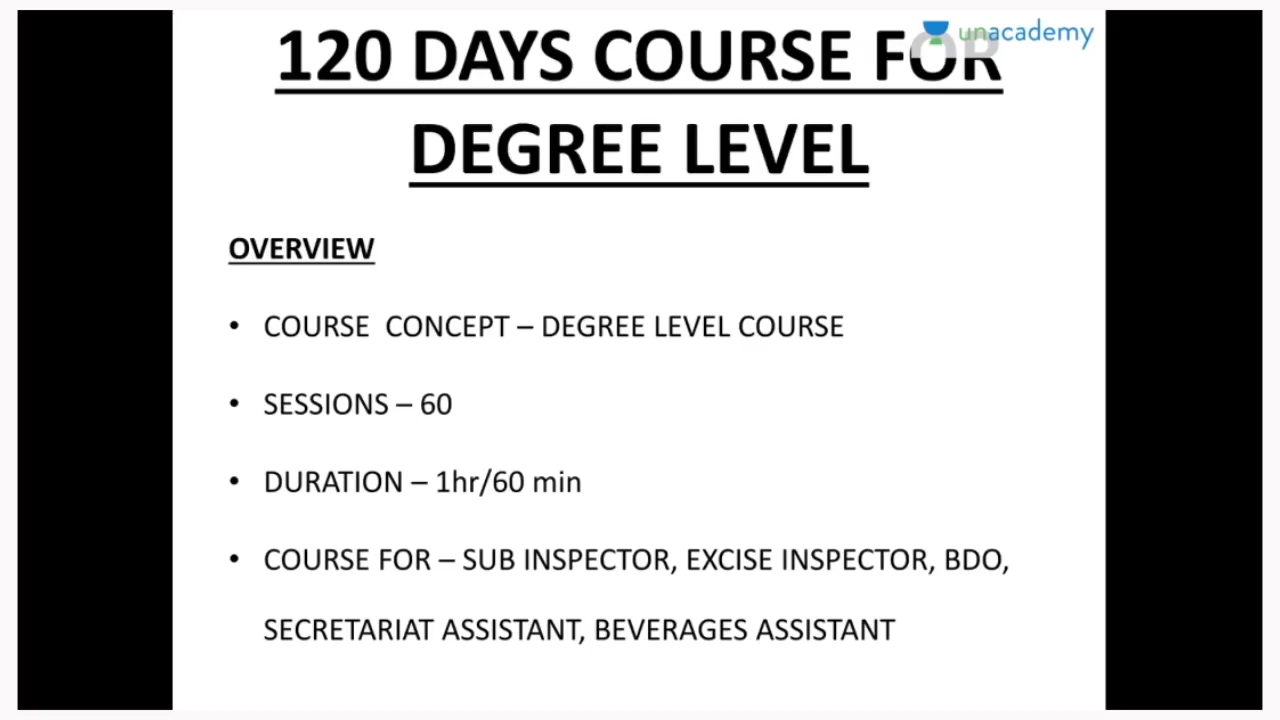 120 DAYS COURSE FOR
unacademy
DEGREE LEVEL
OVERVIEW
• COURSE CONCEPT – DEGREE LEVEL COURSE
• SESSIONS – 60
• DURATION – 1hr/60 min
• COURSE FOR – SUB INSPECTOR, EXCISE INSPECTOR, BDO,
SECRETARIAT ASSISTANT, BEVERAGES ASSISTANT